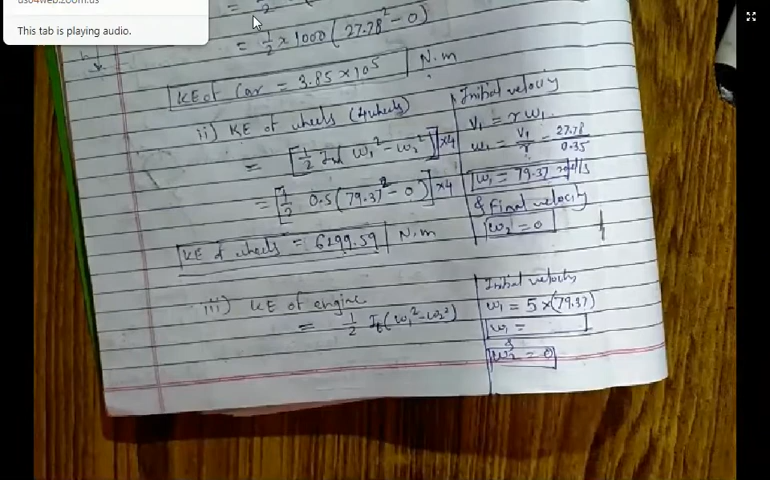 us04web.zoom.us
This tab is playing audio.
= 1/2 × 1000 (27.78² - 0)
KE of Car = 3.85 × 10⁵ N.m
ii) KE of wheels (4 wheels)
= [1/2 Iω (ω₁² - ω₂²)] × 4
= [1/2 0.5 (79.37² - 0)] × 4
KE of wheels = 6299.59 N.m
iii) KE of engine
= 1/2 (ω₁² - ω₂²)
Initial velocity
V₁ = r ω₁
ω₁ = V₁/r = 27.78/0.35
ω₁ = 79.37 rad/s
& Final velocity
ω₂ = 0
Initial velocity
ω₁ = 5 × (79.37)
ω₁ =
&
ω₂ = 0